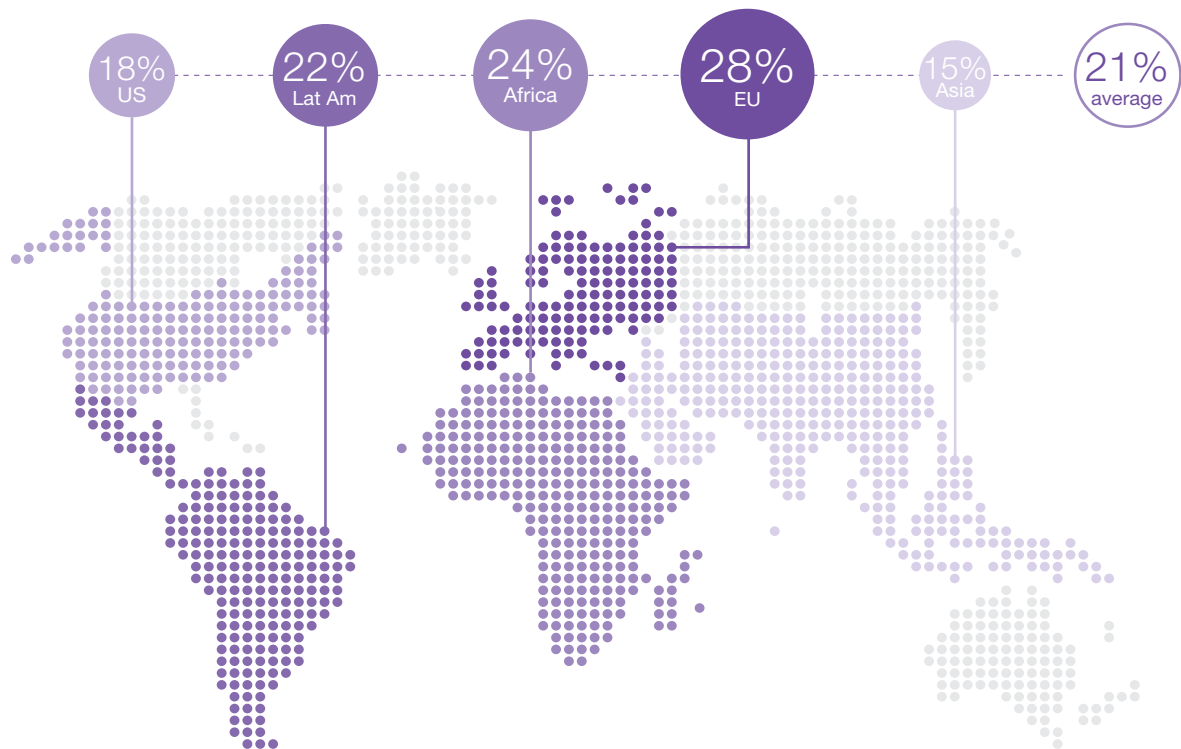 18%
US
22%
Lat Am
24%
Africa
28%
EU
15%
Asia
21%
average